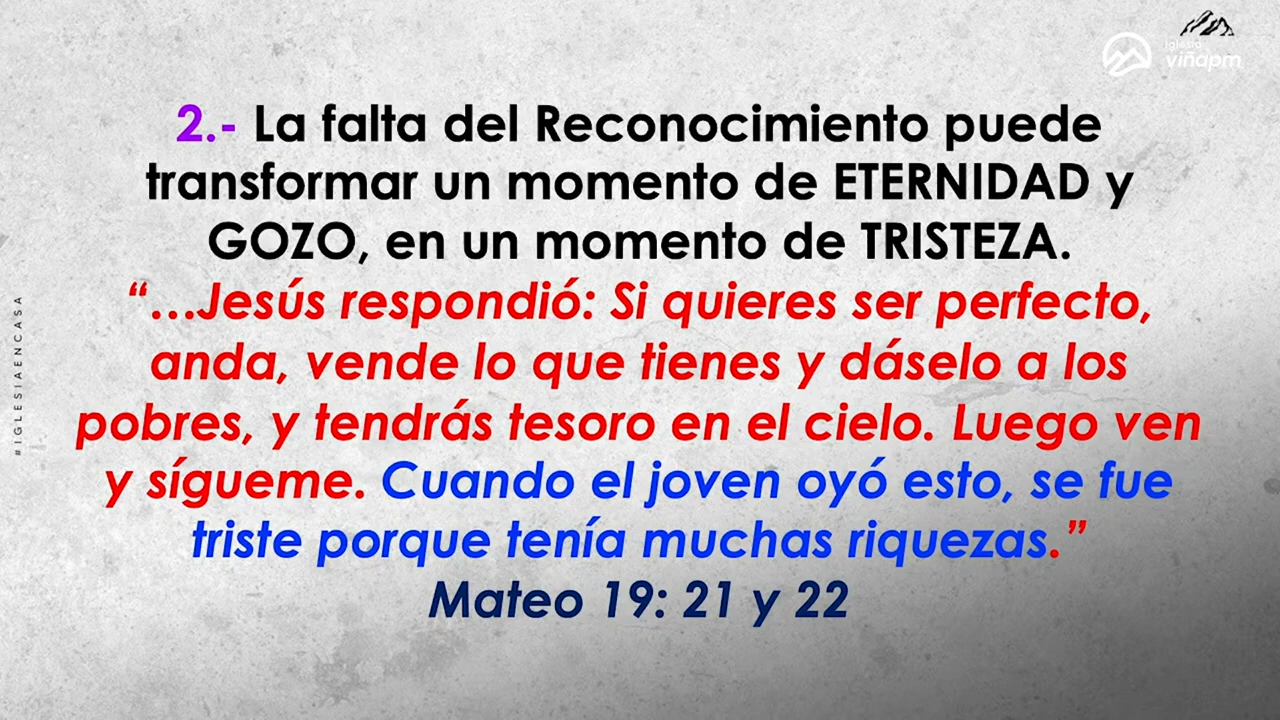 iglesia
viñapm
2.- La falta del Reconocimiento puede
transformar un momento de ETERNIDAD y
GOZO, en un momento de TRISTEZA.
“...Jesús respondió: Si quieres ser perfecto,
anda, vende lo que tienes y dáselo a los
pobres, y tendrás tesoro en el cielo. Luego ven
y sígueme. Cuando el joven oyó esto, se fue
triste porque tenía muchas riquezas.”
Mateo 19: 21 y 22
#IGLESIAENCASA